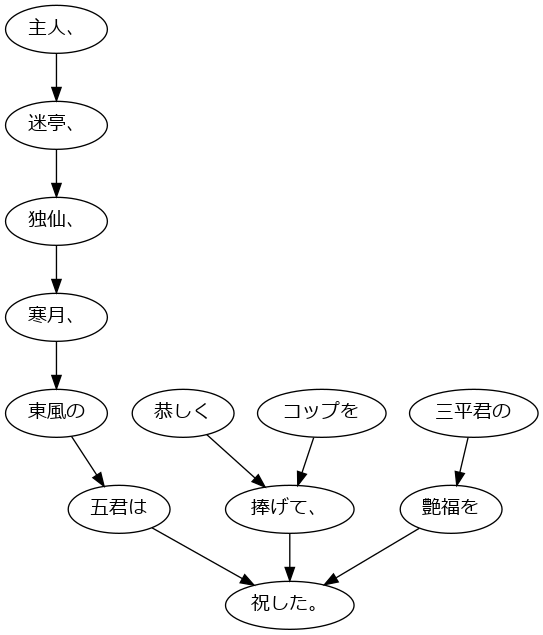 主人、
迷亭、
独仙、
寒月、
東風の
恭しく
コップを
三平君の
五君は
捧げて、
艶福を
祝した。